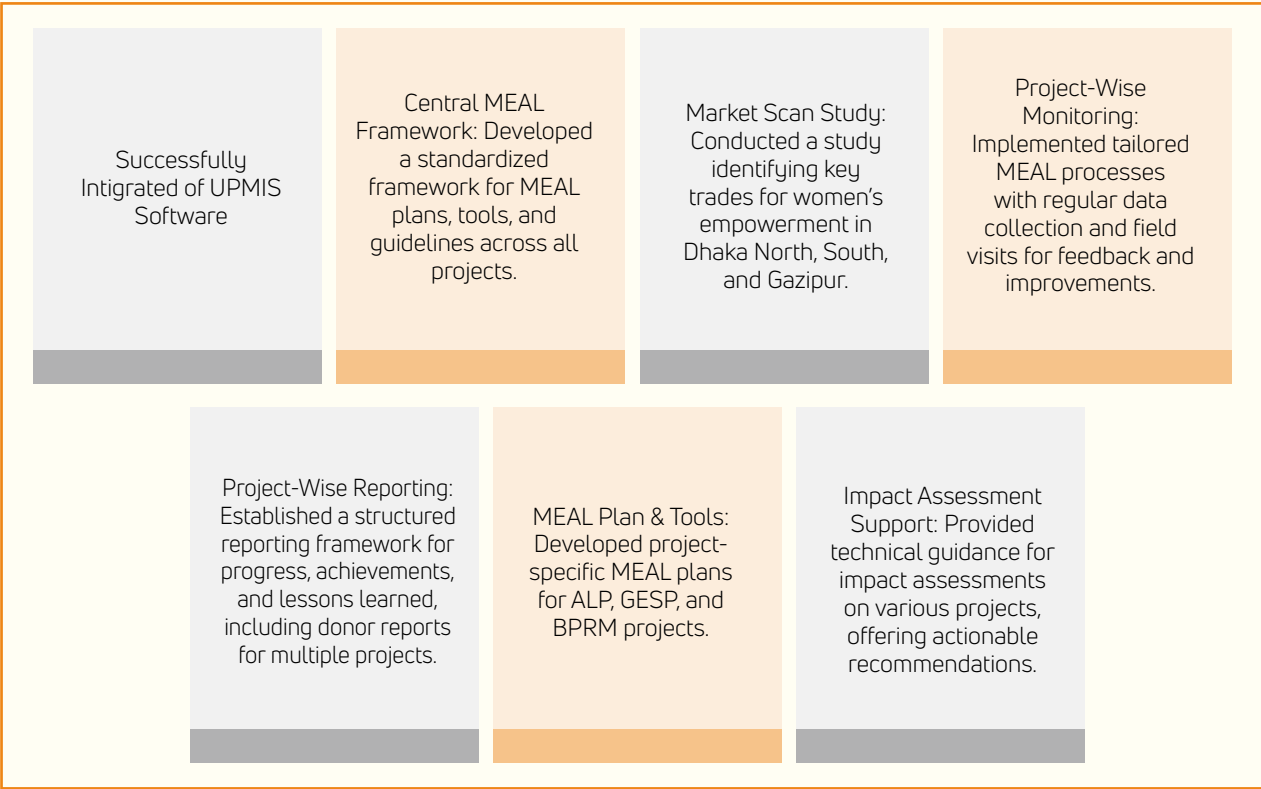 Successfully
Intigrated of UPMIS
Software
Central MEAL
Framework: Developed
a standardized
framework for MEAL
plans, tools, and
guidelines across all
projects.
Market Scan Study:
Conducted a study
identifying key
trades for women’s
empowerment in
Dhaka North, South,
and Gazipur.
Project-Wise
Monitoring:
Implemented tailored
MEAL processes
with regular data
collection and field
visits for feedback and
improvements.
Project-Wise Reporting:
Established a structured
reporting framework for
progress, achievements,
and lessons learned,
including donor reports
for multiple projects.
MEAL Plan & Tools:
Developed project-
specific MEAL plans
for ALP, GESP, and
BPRM projects.
Impact Assessment
Support: Provided
technical guidance for
impact assessments
on various projects,
offering actionable
recommendations.